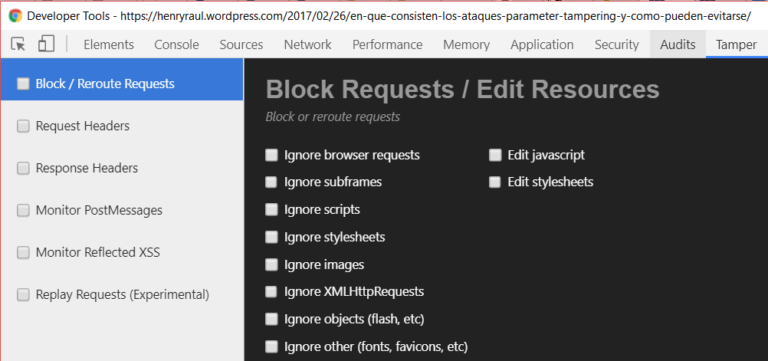 Developer Tools - https://henryraul.wordpress.com/2017/02/26/en-que-consisten-los-ataques-parameter-tampering-y-como-pueden-evitarse/
Elements Console Sources Network Performance Memory Application Security Audits Tamper
Block / Reroute Requests
Request Headers
Response Headers
Monitor PostMessages
Monitor Reflected XSS
Replay Requests (Experimental)
Block Requests / Edit Resources
Block or reroute requests
Ignore browser requests
Ignore subframes
Ignore scripts
Ignore stylesheets
Ignore images
Ignore XMLHttpRequests
Ignore objects (flash, etc)
Ignore other (fonts, favicons, etc)
Edit javascript
Edit stylesheets